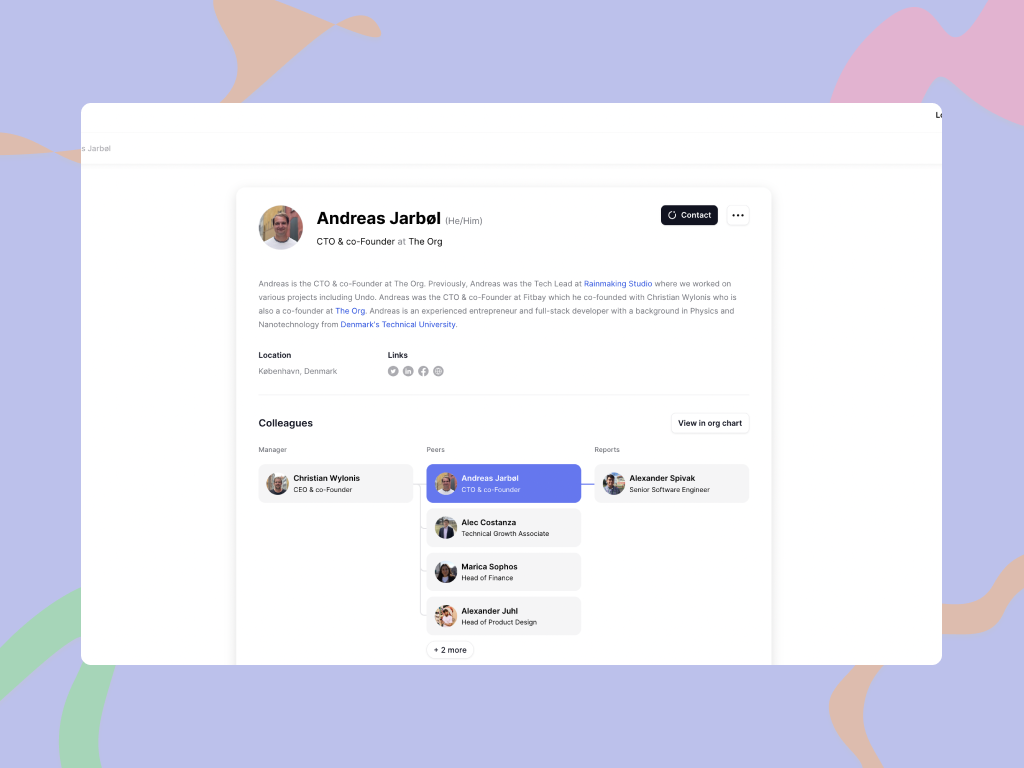 s Jarbøl
Andreas Jarbøl (He/Him)
Contact
CTO & co-Founder at The Org
Andreas is the CTO & co-Founder at The Org. Previously, Andreas was the Tech Lead at Rainmaking Studio where we worked on
various projects including Undo. Andreas was the CTO & co-Founder at Fitbay which he co-founded with Christian Wylonis who is
also a co-founder at The Org. Andreas is an experienced entrepreneur and full-stack developer with a background in Physics and
Nanotechnology from Denmark's Technical University.
Location
Links
København, Denmark
Colleagues
View in org chart
Manager
Peers
Reports
Christian Wylonis
CEO & co-Founder
Andreas Jarbøl
CTO & co-Founder
Alexander Spivak
Senior Software Engineer
Alec Costanza
Technical Growth Associate
Marica Sophos
Head of Finance
Alexander Juhl
Head of Product Design
+ 2 more